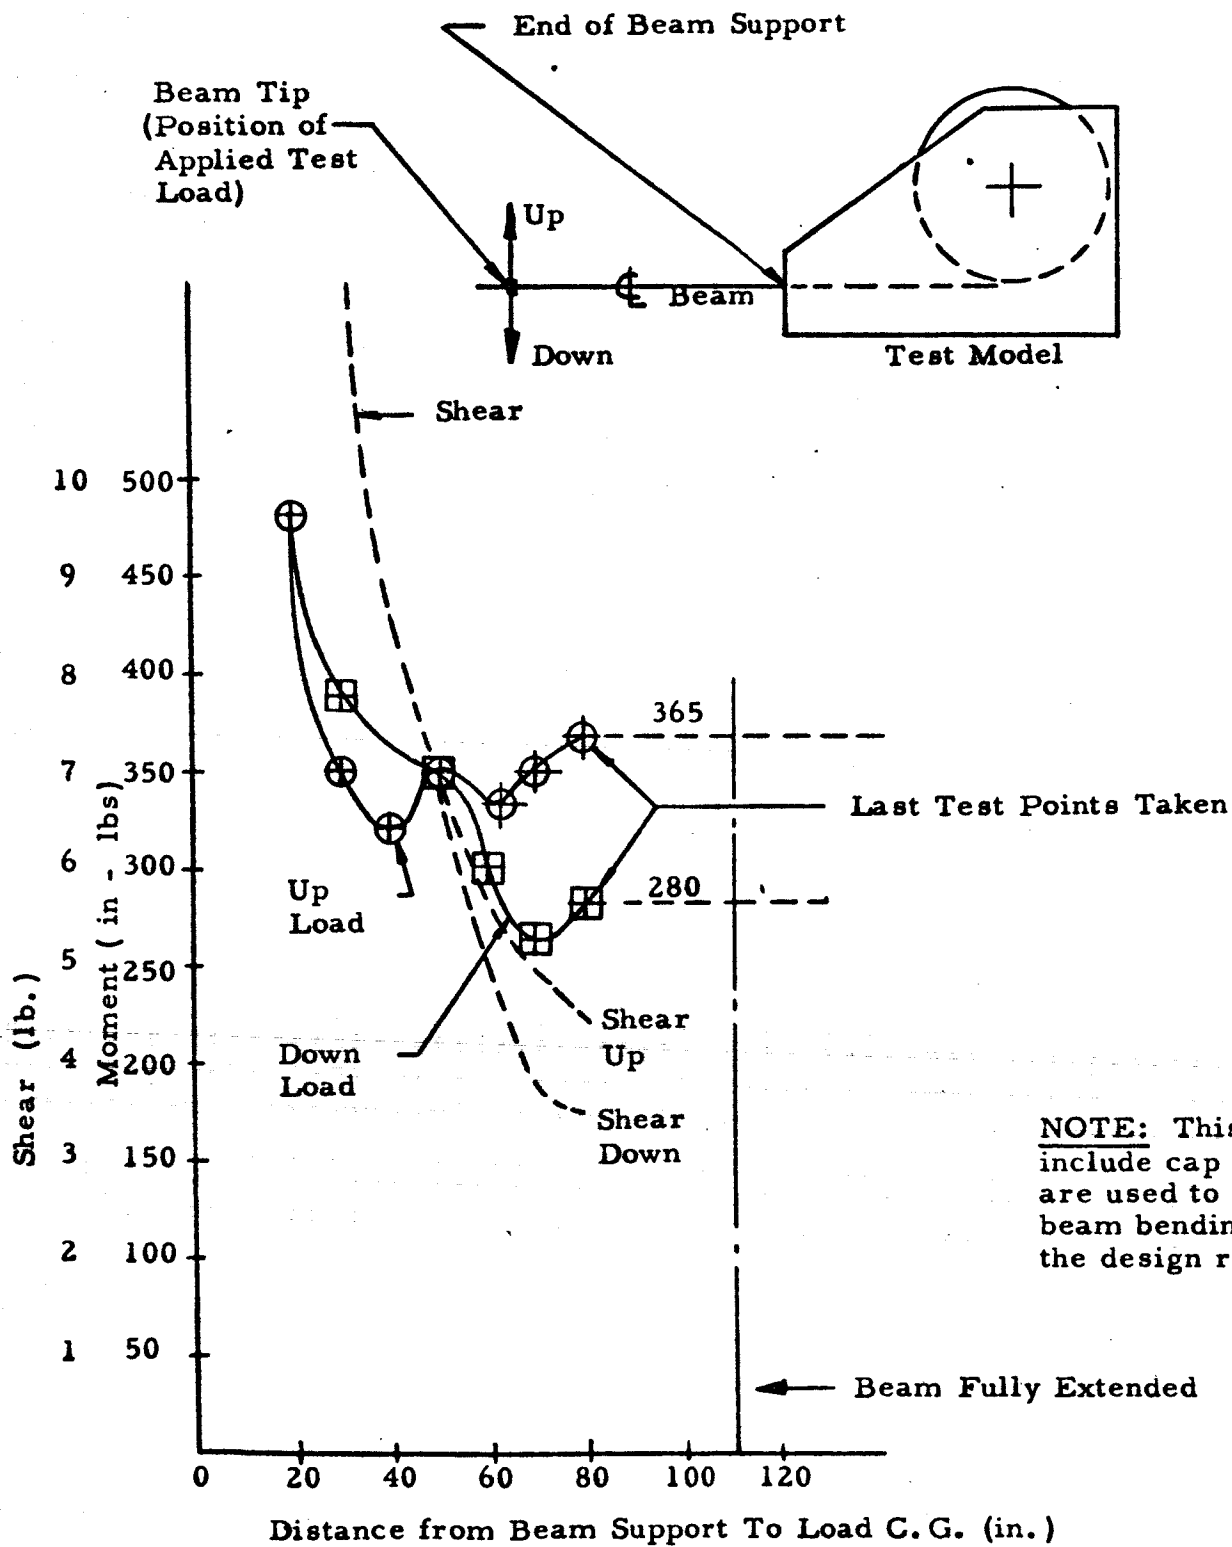 End of Beam Support
Beam Tip
(Position of
Applied Test
Load)
Up
℄ Beam
Down
Test Model
Shear
10 500
9 450
8 400
365
7 350
Last Test Points Taken
6 300
280
Up
Load
5 250
Shear
Up
Down
Load
4 200
Shear
Down
3 150
2 100
1 50
Shear (lb.)
Moment ( in - lbs)
NOTE: This
include cap
are used to
beam bendin
the design r
Beam Fully Extended
0 20 40 60 80 100 120
Distance from Beam Support To Load C.G. (in.)